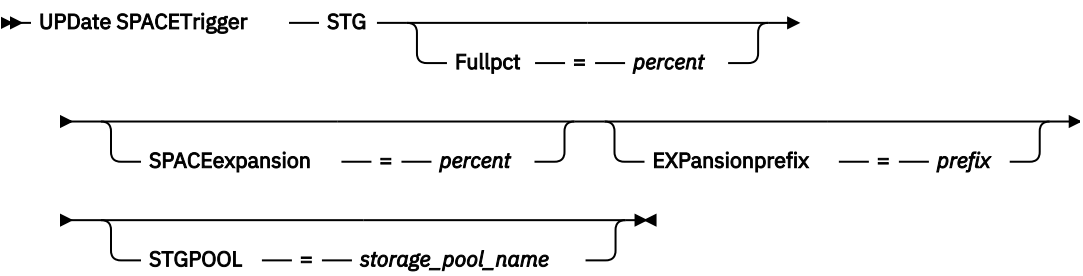 UPDate SPACETrigger STG
Fullpct = percent
SPACEexpansion = percent EXPansionprefix = prefix
STGPOOL = storage_pool_name